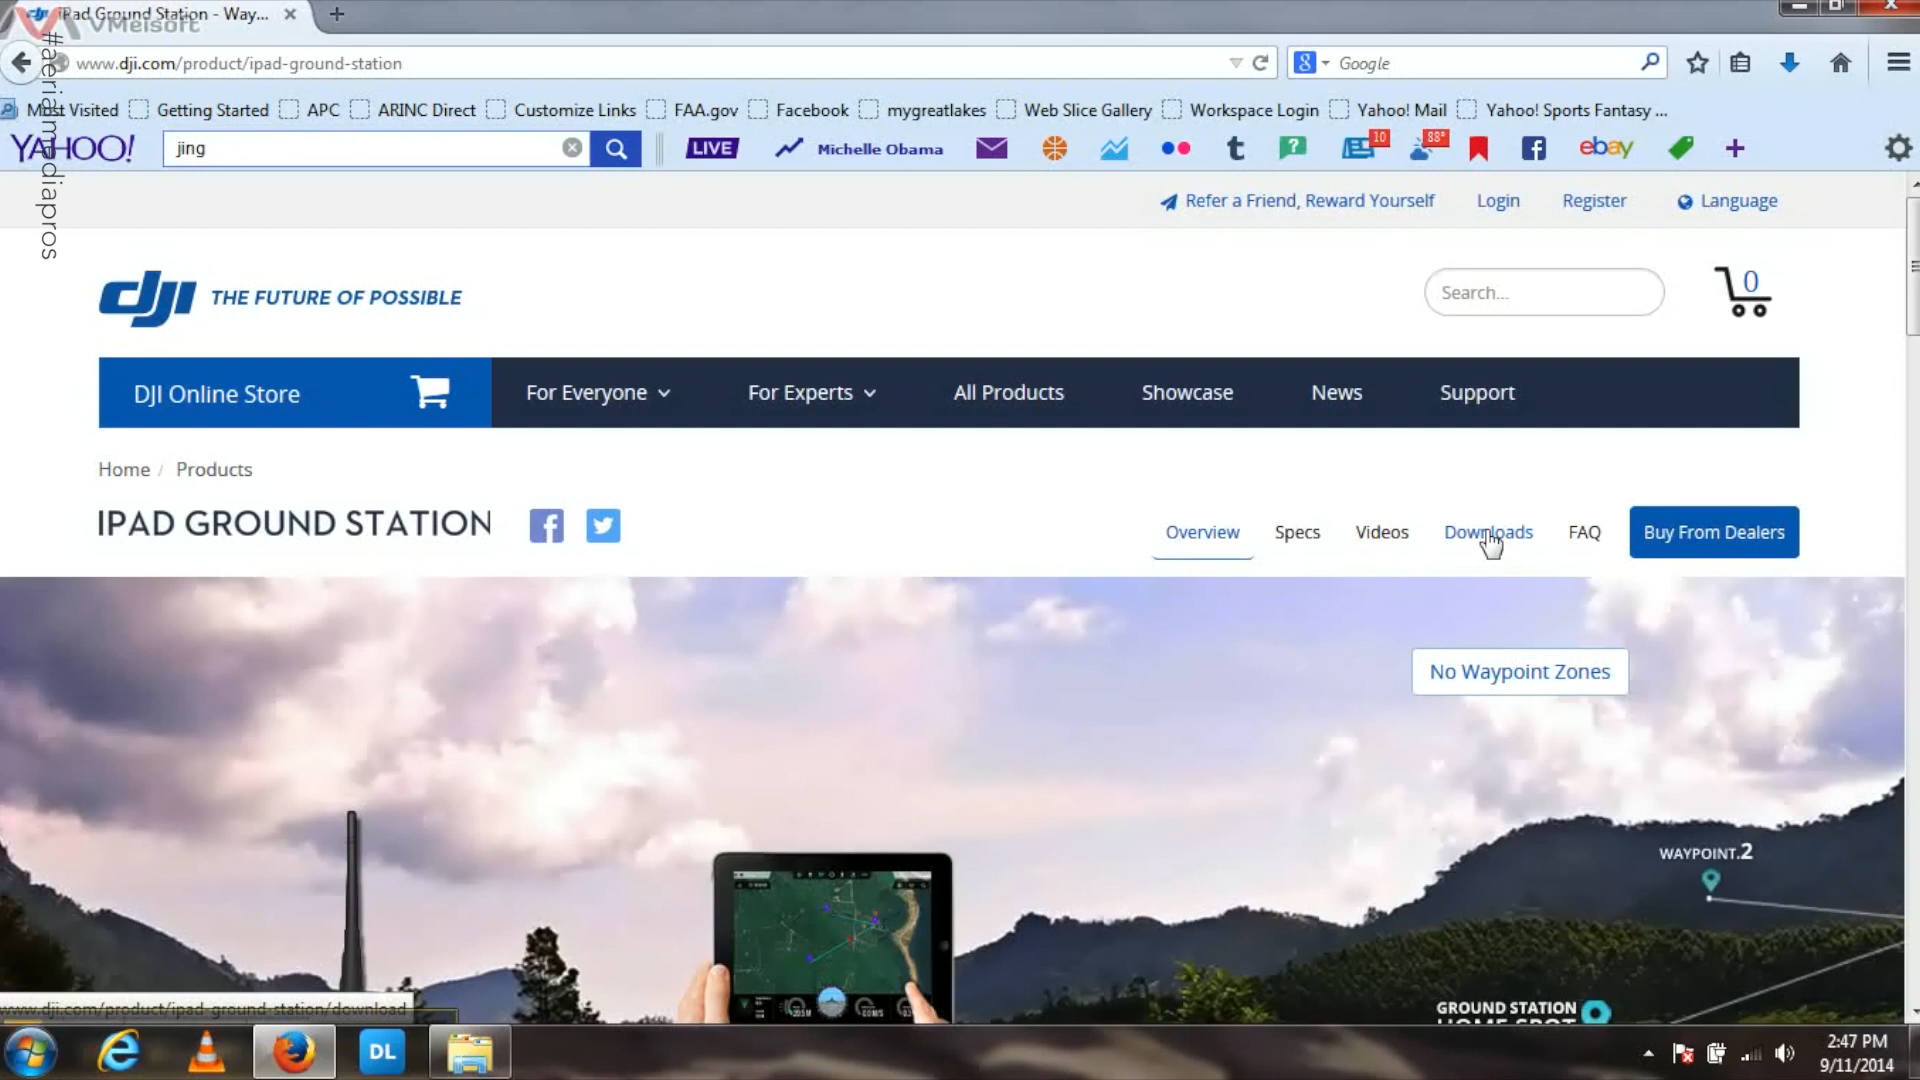 iPad Ground Station - Way...
VMeisoft
#aerialmediapros
www.dji.com/product/ipad-ground-station
Google
Most Visited Getting Started APC ARINC Direct Customize Links FAA.gov Facebook mygreatlakes Web Slice Gallery Workspace Login Yahoo! Mail Yahoo! Sports Fantasy ...
YAHOO! jing LIVE Michelle Obama 10 88° ebay
Refer a Friend, Reward Yourself Login Register Language
dji THE FUTURE OF POSSIBLE
Search... 0
DJI Online Store For Everyone For Experts All Products Showcase News Support
Home / Products
IPAD GROUND STATION
Overview Specs Videos Downloads FAQ Buy From Dealers
No Waypoint Zones
WAYPOINT.2
GROUND STATION
HOME SPOT
www.dji.com/product/ipad-ground-station/download
DL
2:47 PM
9/11/2014